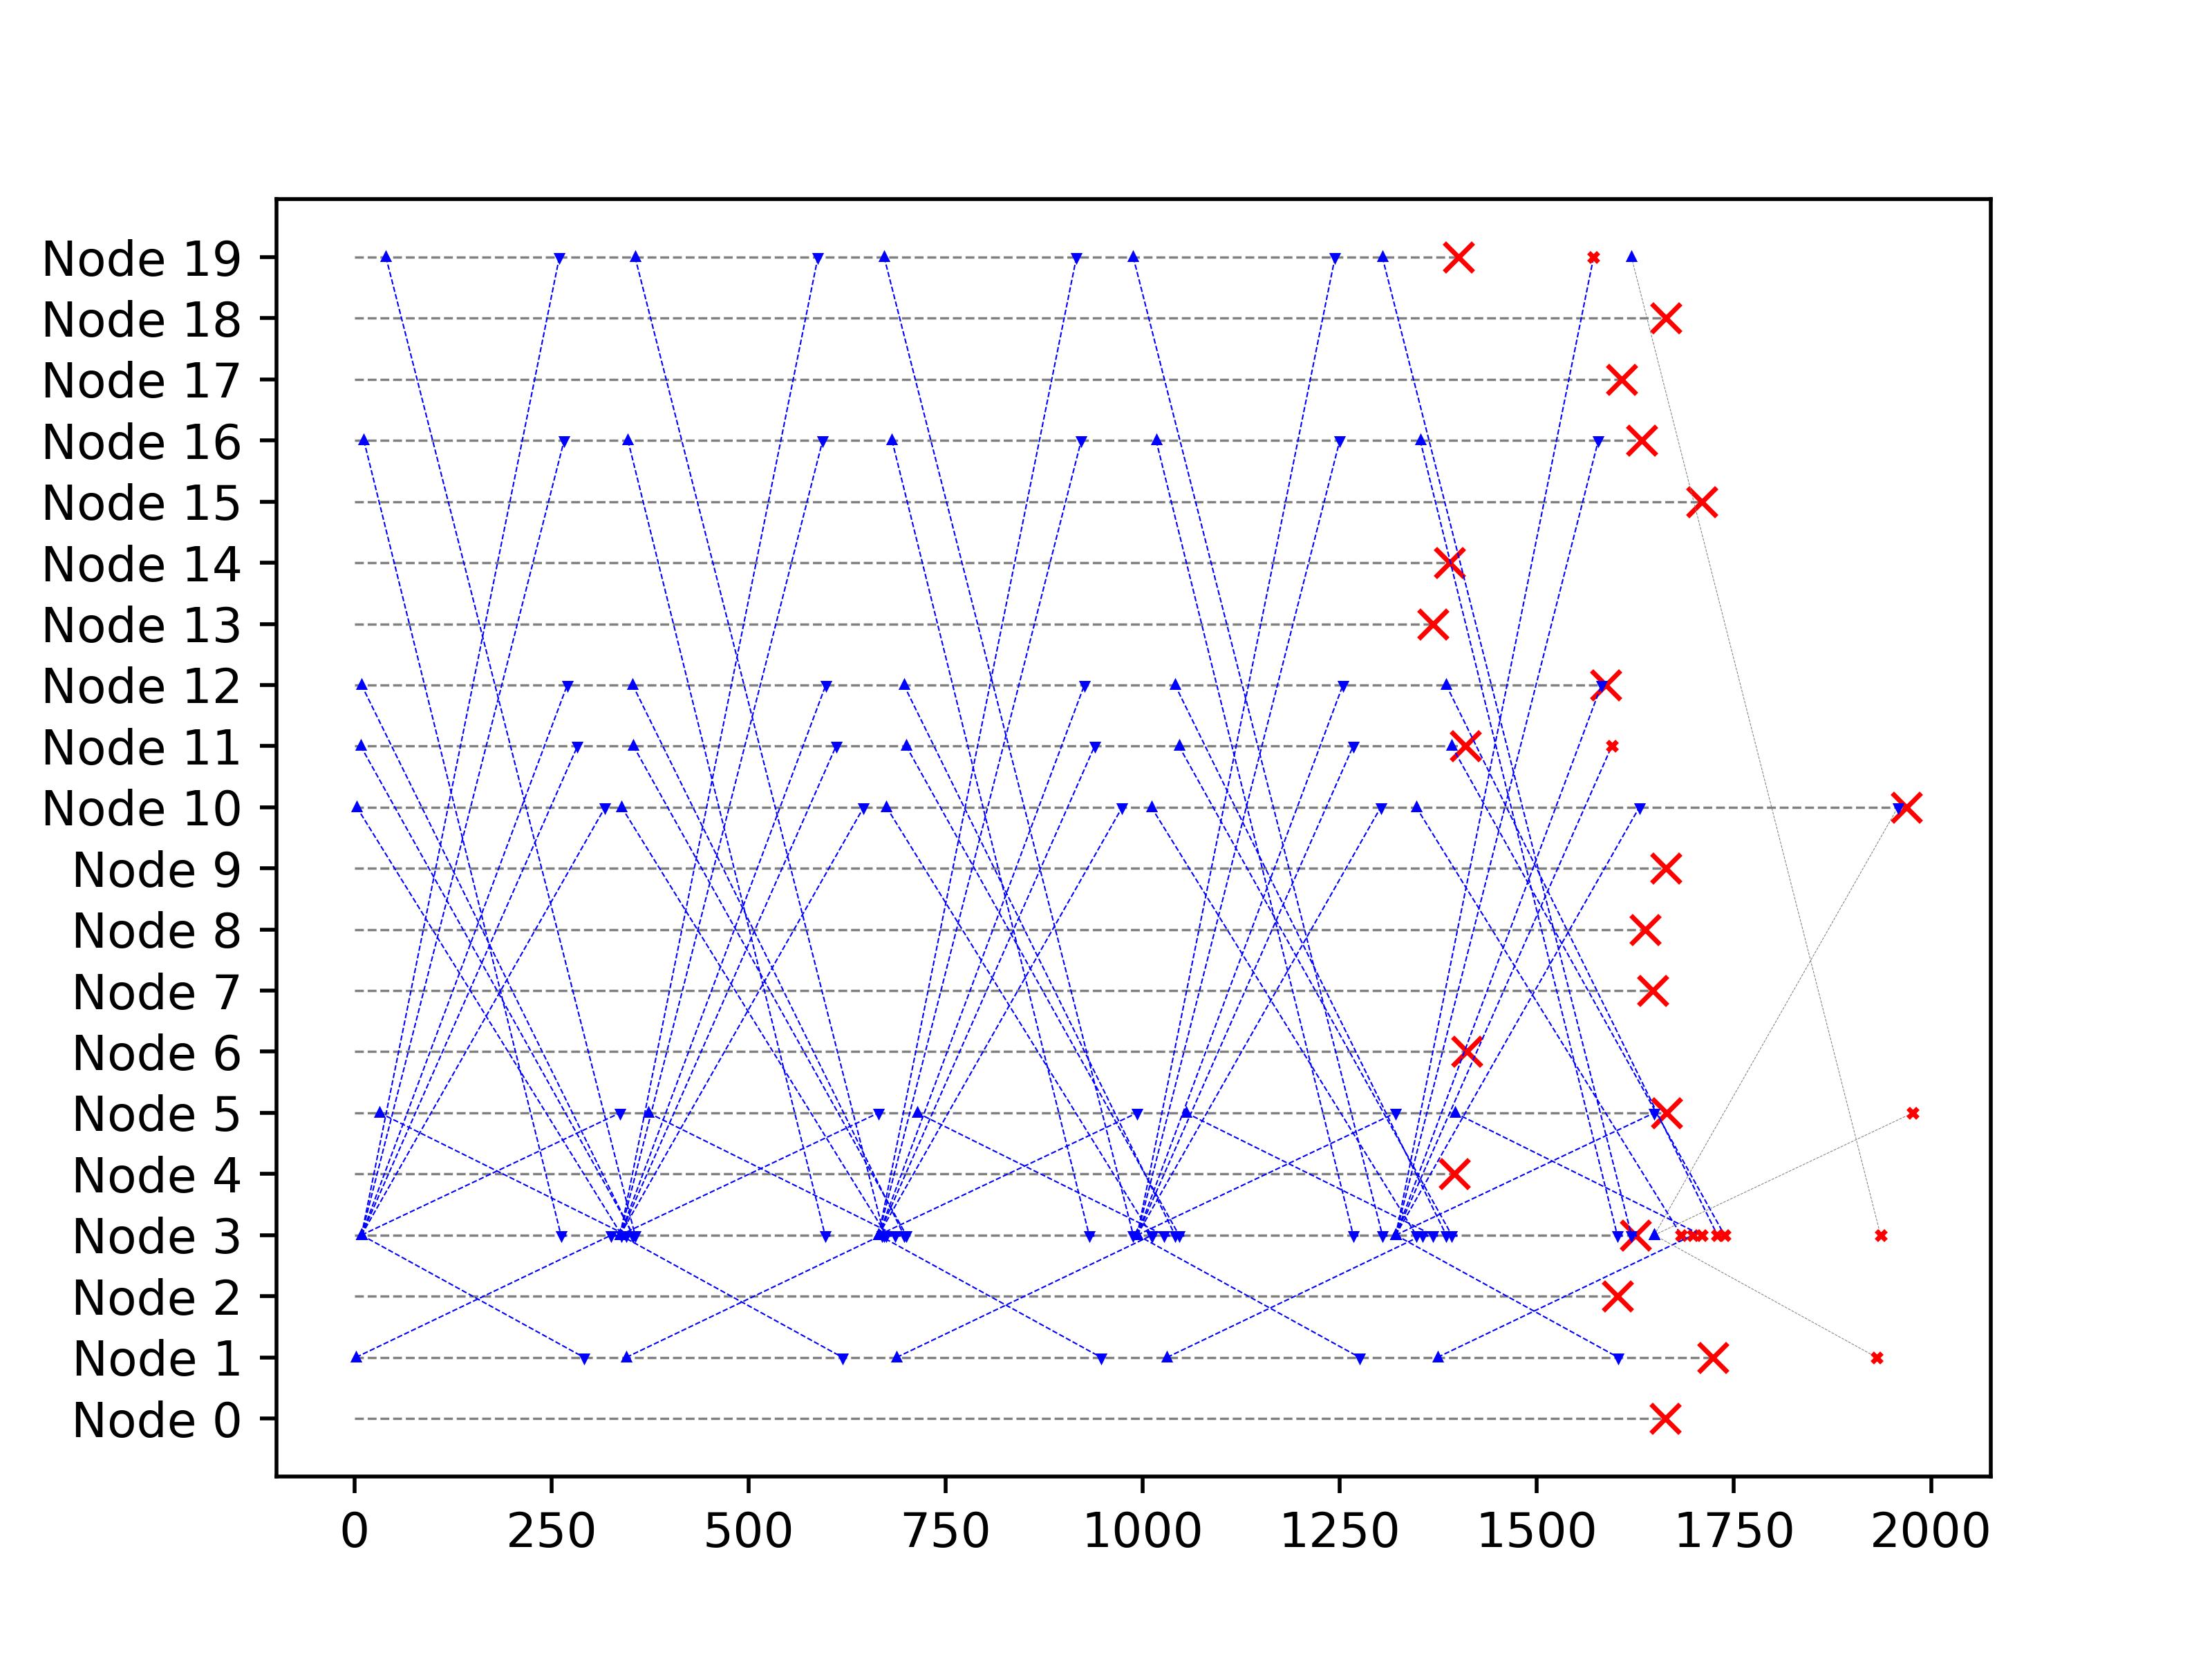 Node 19
Node 18
Node 17
Node 16
Node 15
Node 14
Node 13
Node 12
Node 11
Node 10
Node 9
Node 8
Node 7
Node 6
Node 5
Node 4
Node 3
Node 2
Node 1
Node 0
0 250 500 750 1000 1250 1500 1750 2000